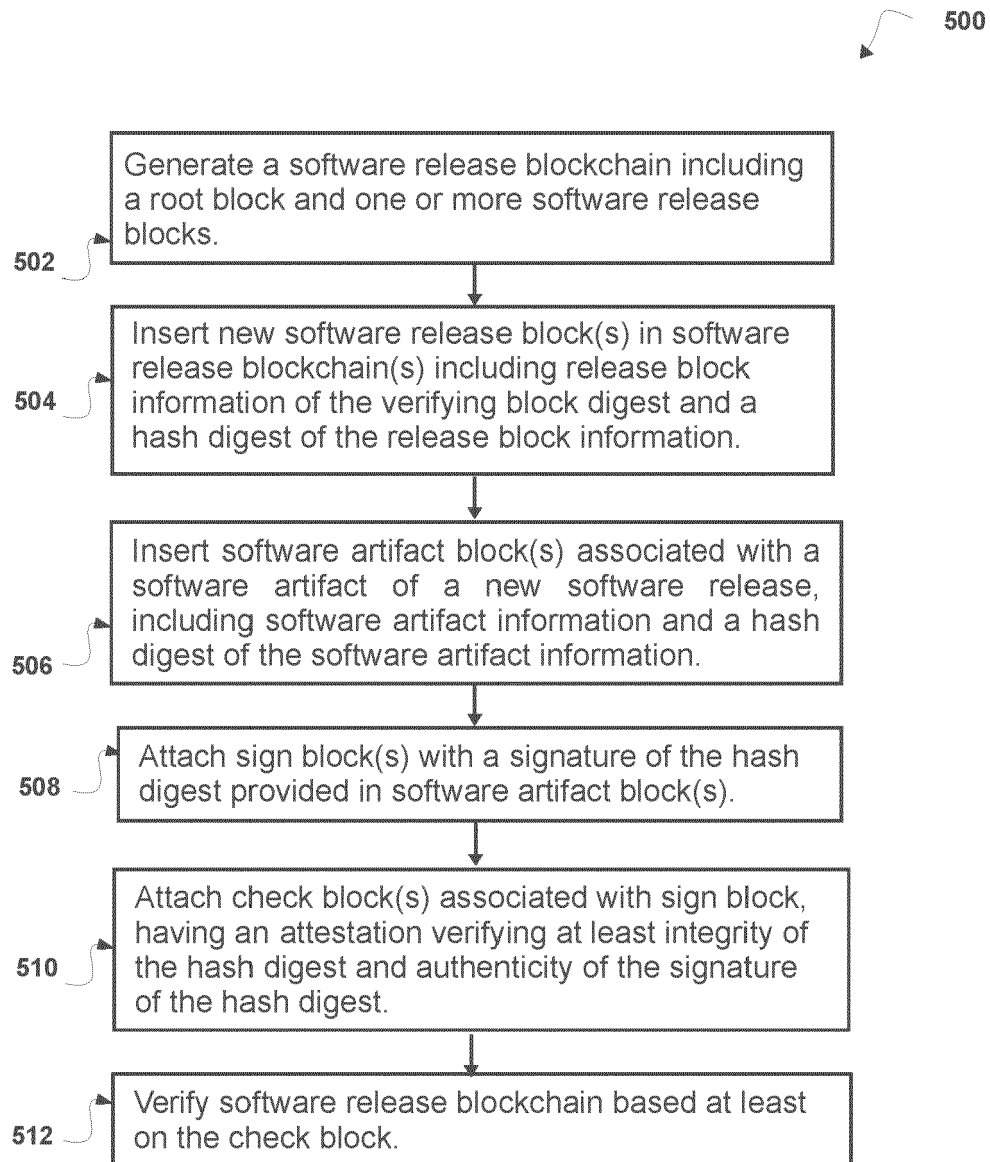 500
Generate a software release blockchain including
a root block and one or more software release
blocks.
502
Insert new software release block(s) in software
release blockchain(s) including release block
information of the verifying block digest and a
hash digest of the release block information.
504
Insert software artifact block(s) associated with a
software artifact of a new software release,
including software artifact information and a hash
digest of the software artifact information.
506
Attach sign block(s) with a signature of the hash
digest provided in software artifact block(s).
508
Attach check block(s) associated with sign block,
having an attestation verifying at least integrity of
the hash digest and authenticity of the signature
of the hash digest.
510
Verify software release blockchain based at least
on the check block.
512